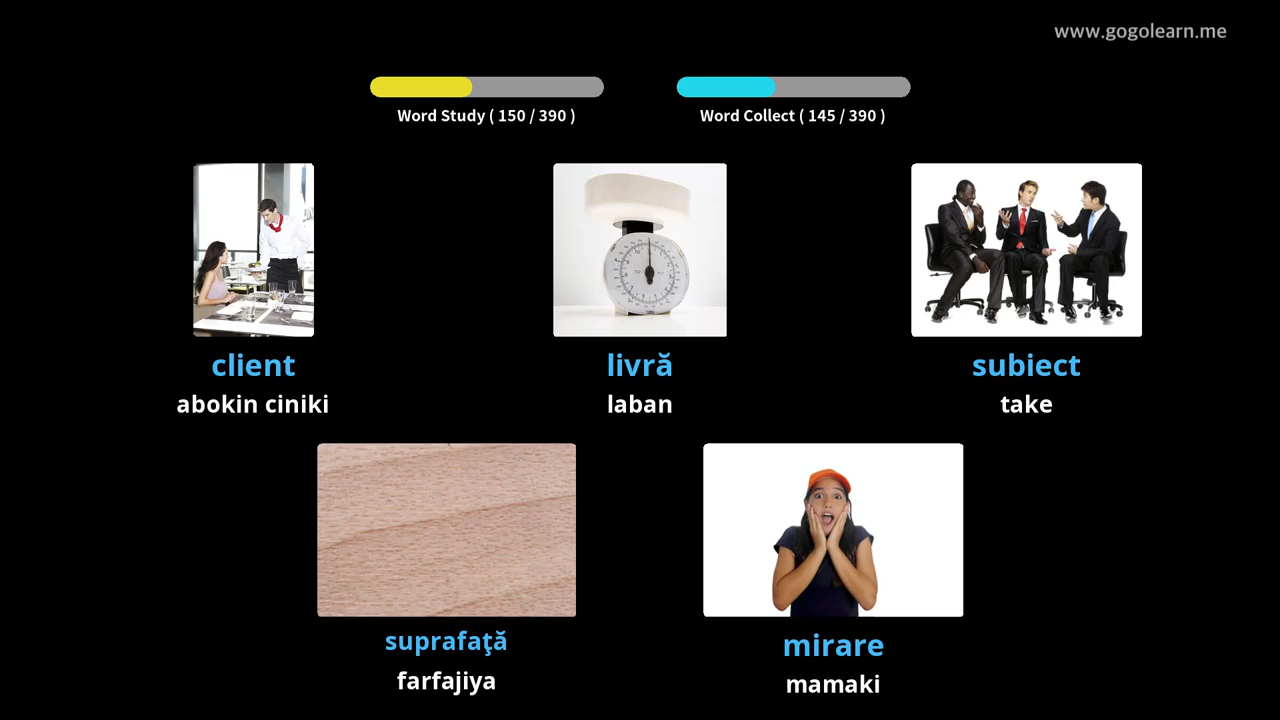 www.gogolearn.me
Word Study ( 150 / 390 )
Word Collect ( 145 / 390 )
client
abokin ciniki
livră
laban
subiect
take
suprafaţă
farfajiya
mirare
mamaki